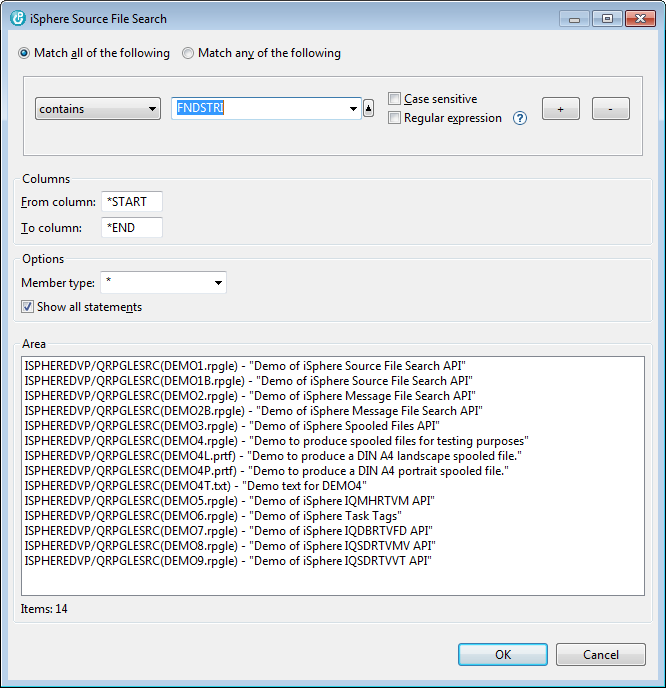 iSphere Source File Search
Match all of the following Match any of the following
contains FNDSTRI Case sensitive + -
Regular expression ?
Columns
From column: *START
To column: *END
Options
Member type: *
Show all statements
Area
ISPHEREDVP/QRPGLESRC(DEMO1.rpgle) - "Demo of iSphere Source File Search API"
ISPHEREDVP/QRPGLESRC(DEMO1B.rpgle) - "Demo of iSphere Source File Search API"
ISPHEREDVP/QRPGLESRC(DEMO2.rpgle) - "Demo of iSphere Message File Search API"
ISPHEREDVP/QRPGLESRC(DEMO2B.rpgle) - "Demo of iSphere Message File Search API"
ISPHEREDVP/QRPGLESRC(DEMO3.rpgle) - "Demo of iSphere Spooled Files API"
ISPHEREDVP/QRPGLESRC(DEMO4.rpgle) - "Demo to produce spooled files for testing purposes"
ISPHEREDVP/QRPGLESRC(DEMO4L.prtf) - "Demo to produce a DIN A4 landscape spooled file."
ISPHEREDVP/QRPGLESRC(DEMO4P.prtf) - "Demo to produce a DIN A4 portrait spooled file."
ISPHEREDVP/QRPGLESRC(DEMO4T.txt) - "Demo text for DEMO4"
ISPHEREDVP/QRPGLESRC(DEMO5.rpgle) - "Demo of iSphere IQMHRTVM API"
ISPHEREDVP/QRPGLESRC(DEMO6.rpgle) - "Demo of iSphere Task Tags"
ISPHEREDVP/QRPGLESRC(DEMO7.rpgle) - "Demo of iSphere IQDBRTVFD API"
ISPHEREDVP/QRPGLESRC(DEMO8.rpgle) - "Demo of iSphere IQSDRTVMV API"
ISPHEREDVP/QRPGLESRC(DEMO9.rpgle) - "Demo of iSphere IQSDRTVVT API"
Items: 14
OK Cancel